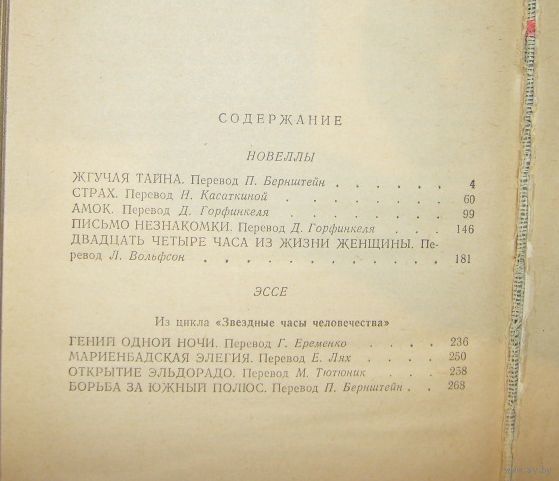 СОДЕРЖАНИЕ
НОВЕЛЛЫ
ЖГУЧАЯ ТАЙНА. Перевод П. Бернштейн . . . . . . 4
СТРАХ. Перевод Н. Касаткиной . . . . . . 60
АМОК. Перевод Д. Горфинкеля . . . . . . 99
ПИСЬМО НЕЗНАКОМКИ. Перевод Д. Горфинкеля . . . 146
ДВАДЦАТЬ ЧЕТЫРЕ ЧАСА ИЗ ЖИЗНИ ЖЕНЩИНЫ. Пе-
ревод Л. Вольфсон . . . . . . . . . . 181
ЭССЕ
Из цикла «Звездные часы человечества»
ГЕНИЙ ОДНОЙ НОЧИ. Перевод Г. Еременко . . . . 236
МАРИЕНБАДСКАЯ ЭЛЕГИЯ. Перевод Е. Лях . . . . 250
ОТКРЫТИЕ ЭЛЬДОРАДО. Перевод М. Тютюник . . . 258
БОРЬБА ЗА ЮЖНЫЙ ПОЛЮС. Перевод П. Бернштейн . . 268